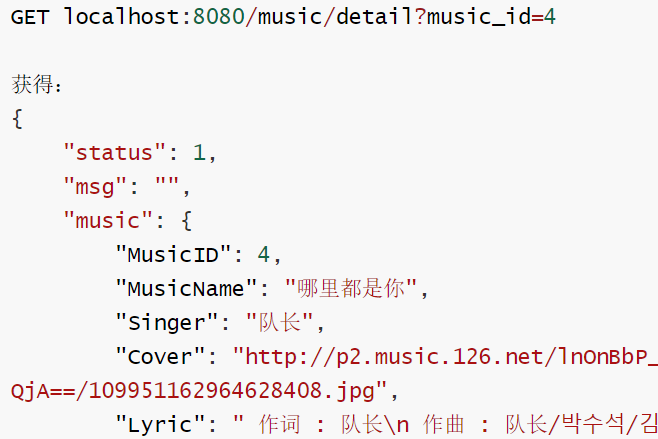 GET localhost:8080/music/detail?music_id=4
获得:
{
"status": 1,
"msg": "",
"music": {
"MusicID": 4,
"MusicName": "哪里都是你",
"Singer": "队长",
"Cover": "http://p2.music.126.net/lnOnBbP_
QjA==/109951162964628408.jpg",
"Lyric": " 作词 : 队长\n 作曲 : 队长/박수석/김